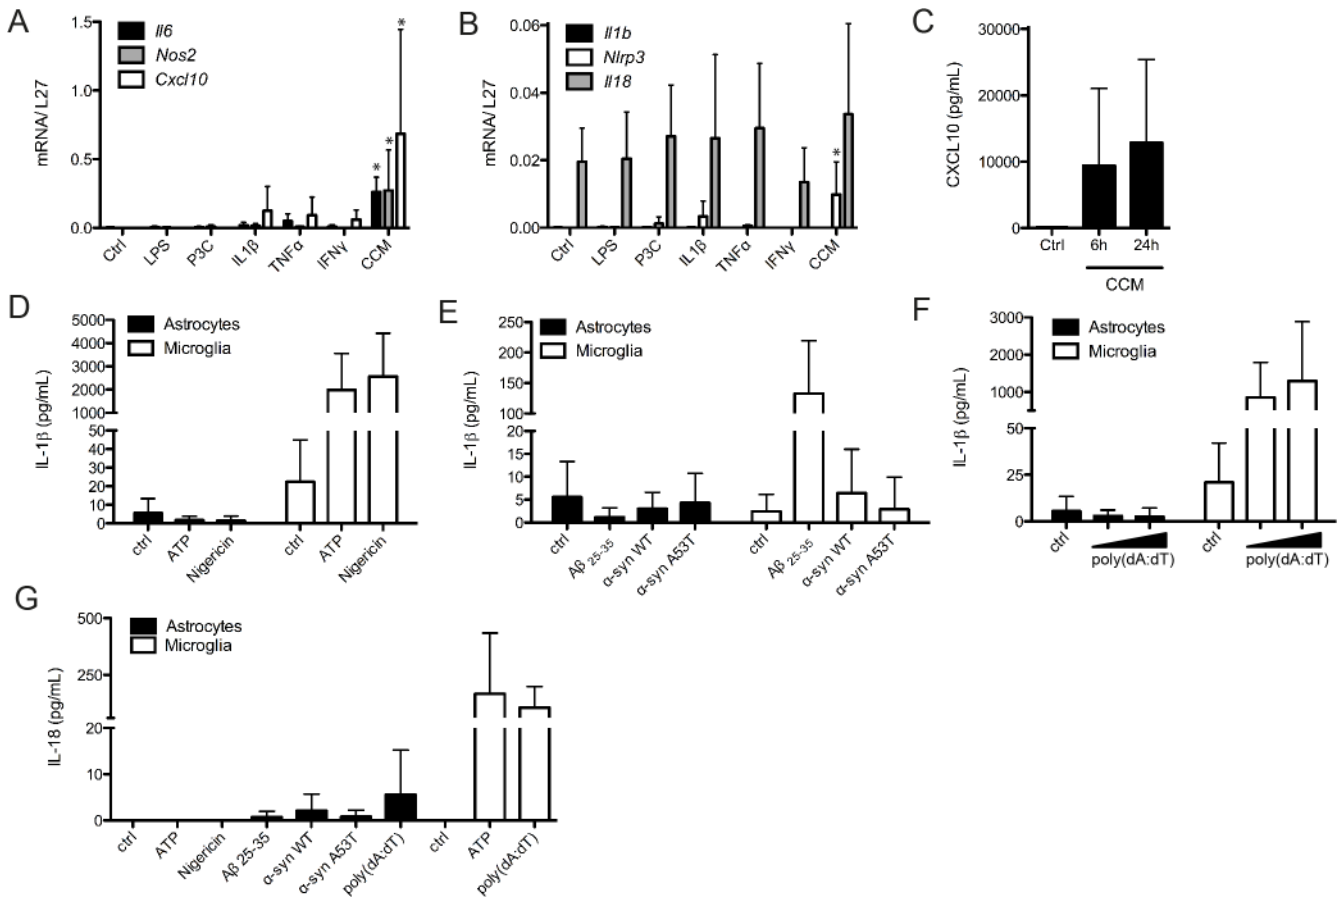 A
mRNA/ L27
1.5
1.0
0.5
0.0
Il6
Nos2
Cxcl10
*
*
*
Ctrl
LPS
P3C
IL1β
TNFα
IFNγ
CCM
B
mRNA/ L27
0.06
0.04
0.02
0.00
Il1b
Nlrp3
Il18
*
Ctrl
LPS
P3C
IL1β
TNFα
IFNγ
CCM
C
CXCL10 (pg/mL)
30000
20000
10000
0
Ctrl
6h
24h
CCM
D
IL-1β (pg/mL)
5000
4000
3000
2000
1000
50
40
30
20
10
0
Astrocytes
Microglia
ctrl
ATP
Nigericin
ctrl
ATP
Nigericin
E
IL-1β (pg/mL)
250
200
150
100
20
15
10
5
0
Astrocytes
Microglia
ctrl
Aβ 25-35
α-syn WT
α-syn A53T
ctrl
Aβ 25-35
α-syn WT
α-syn A53T
F
IL-1β (pg/mL)
3000
2000
1000
50
25
0
Astrocytes
Microglia
ctrl
poly(dA:dT)
ctrl
poly(dA:dT)
G
IL-18 (pg/mL)
500
250
20
10
0
Astrocytes
Microglia
ctrl
ATP
Nigericin
Aβ 25-35
α-syn WT
α-syn A53T
poly(dA:dT)
ctrl
ATP
poly(dA:dT)